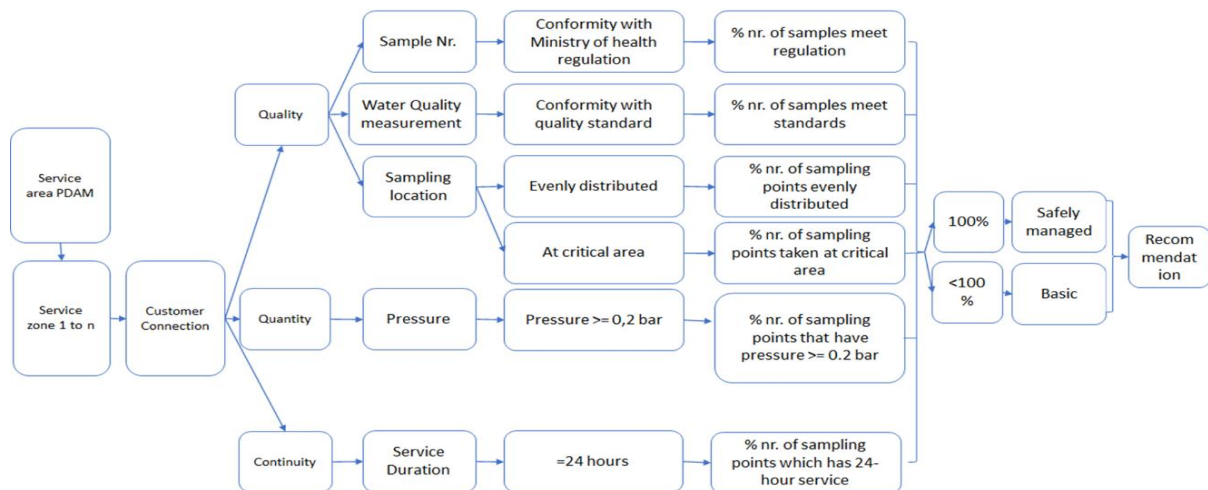 Service
area PDAM
Service
zone 1 to n
Customer
Connection
Quality
Quantity
Continuity
Sample Nr.
Water Quality
measurement
Sampling
location
Pressure
Service
Duration
Conformity with
Ministry of health
regulation
Conformity with
quality standard
Evenly distributed
At critical area
Pressure >= 0,2 bar
=24 hours
% nr. of samples meet
regulation
% nr. of samples meet
standards
% nr. of sampling
points evenly
distributed
% nr. of sampling
points taken at critical
area
% nr. of sampling
points that have
pressure >= 0.2 bar
% nr. of sampling
points which has 24-
hour service
100%
<100
%
Safely
managed
Basic
Recom
mendat
ion